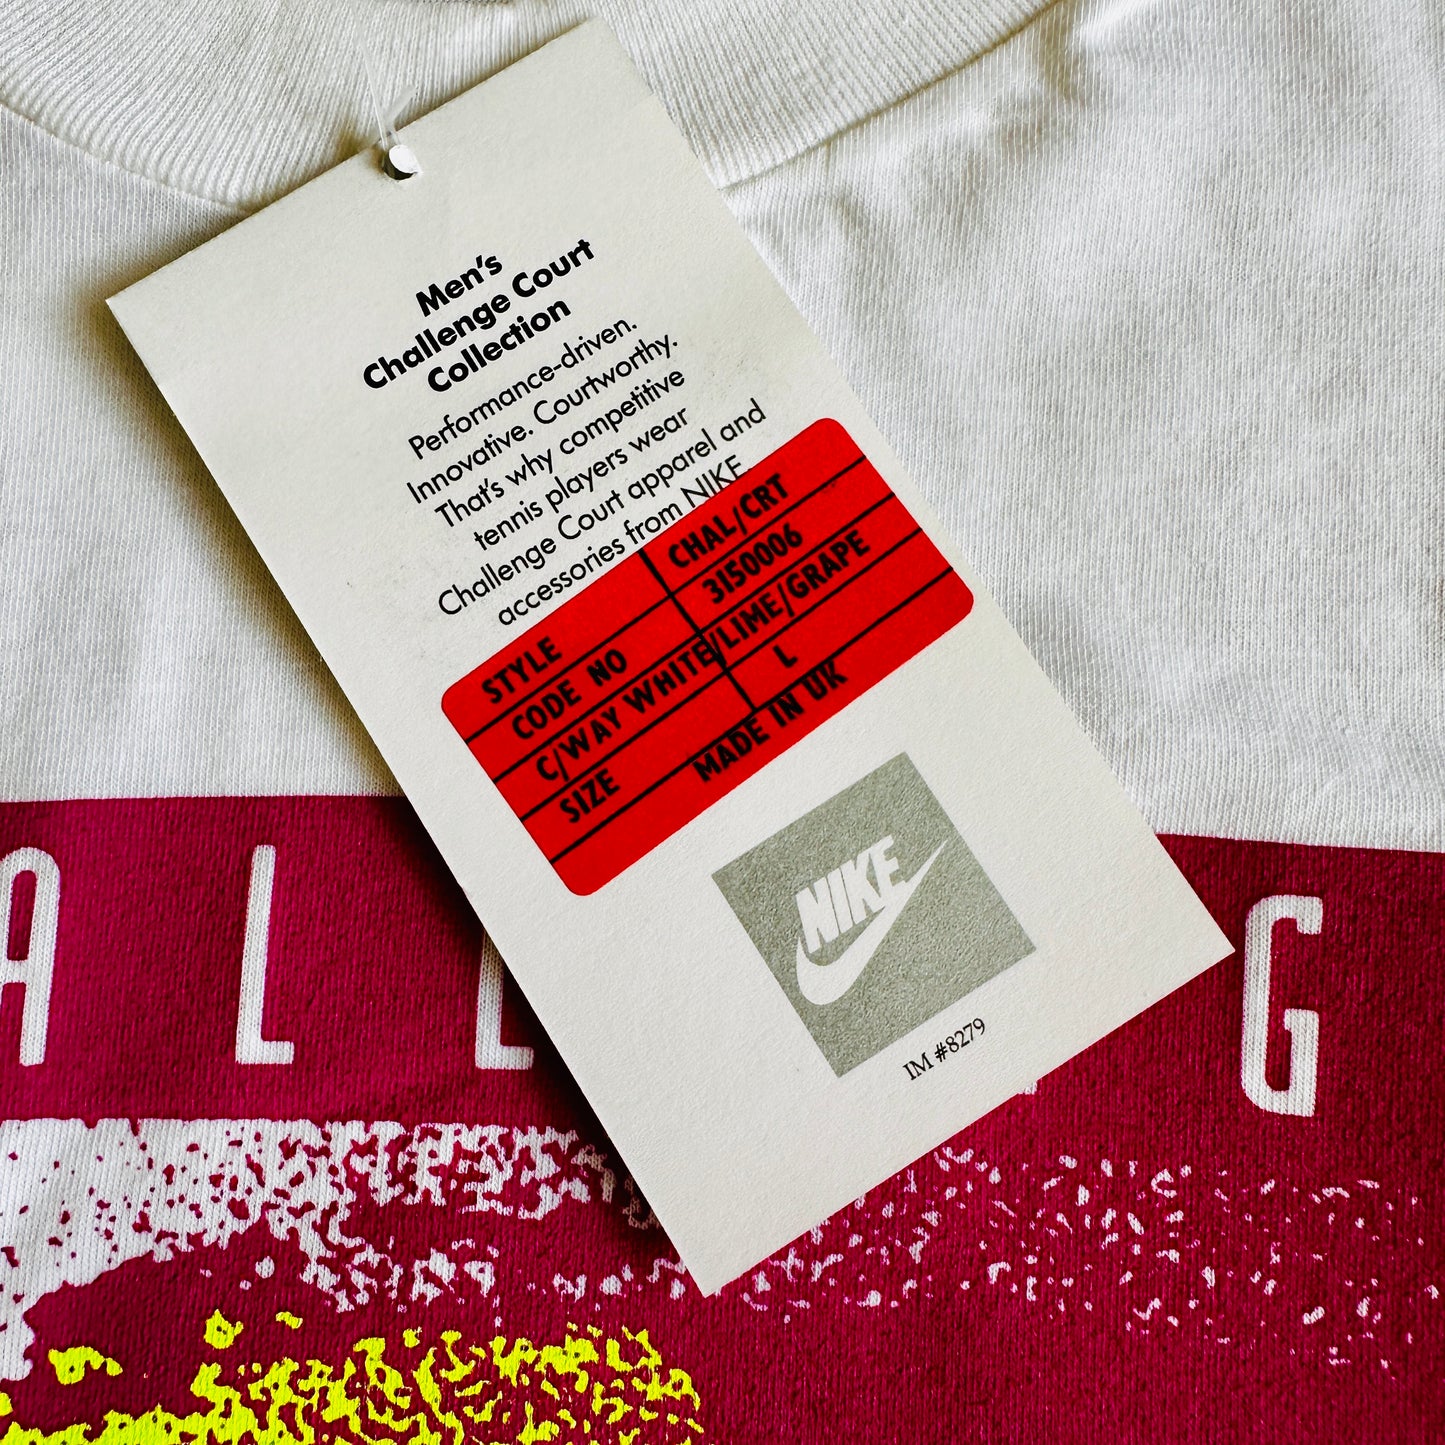 Men's
Challenge Court
Collection
Performance-driven.
Innovative. Courtworthy.
That's why competitive
tennis players wear
Challenge Court apparel and
accessories from NIKE.
STYLE CHAL/CRT
CODE NO 3150006
C/WAY WHITE/LIME/GRAPE
SIZE L
MADE IN UK
NIKE
IM #8279
ALL G